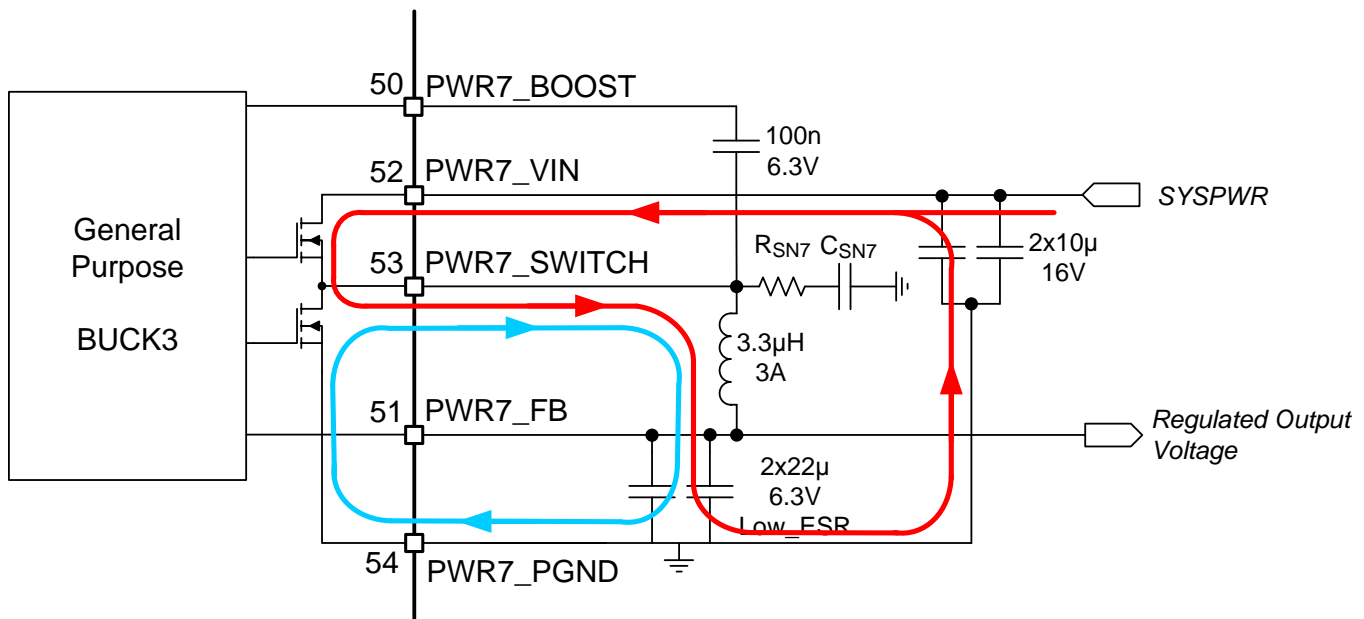 50 PWR7_BOOST
100n
6.3V
52 PWR7_VIN
SYSPWR
General
Purpose
BUCK3
53 PWR7_SWITCH
RSN7 CSN7
2x10µ
16V
3.3µH
3A
51 PWR7_FB
Regulated Output
Voltage
2x22µ
6.3V
Low_ESR
54 PWR7_PGND